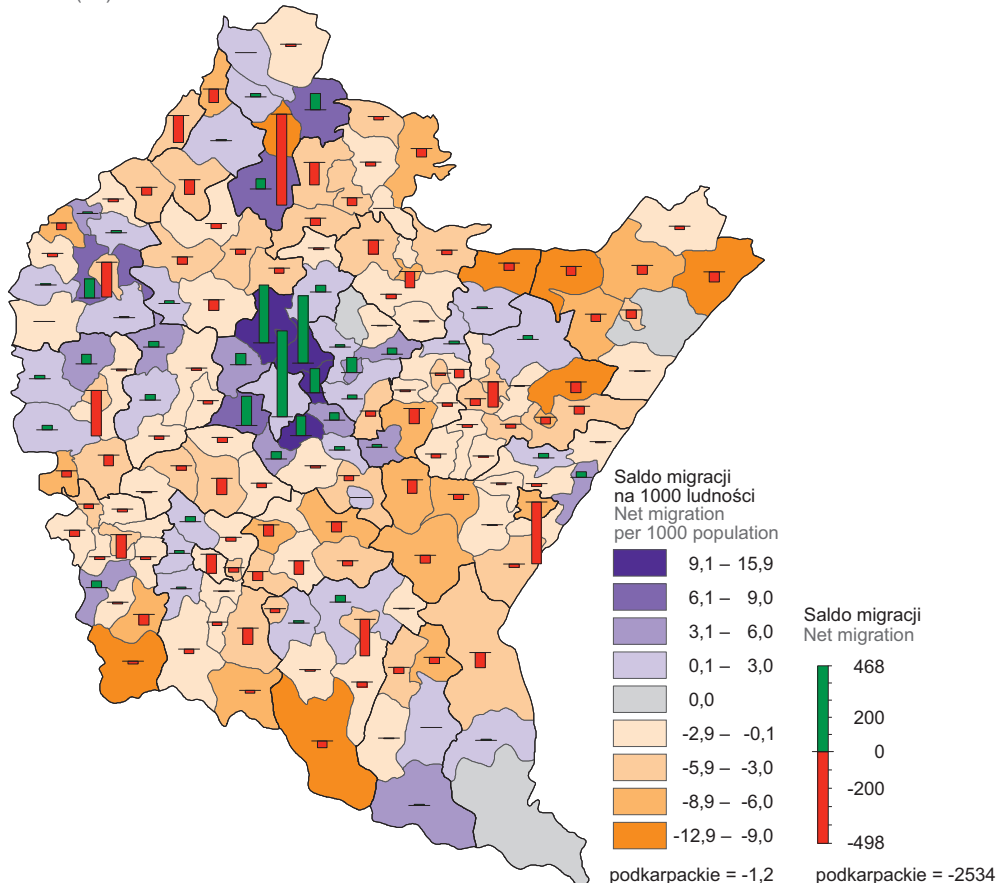 Saldo migracji
na 1000 ludności
Net migration
per 1000 population
9,1 – 15,9
6,1 – 9,0
3,1 – 6,0
0,1 – 3,0
0,0
-2,9 – -0,1
-5,9 – -3,0
-8,9 – -6,0
-12,9 – -9,0
podkarpackie = -1,2
Saldo migracji
Net migration
468
200
0
-200
-498
podkarpackie = -2534